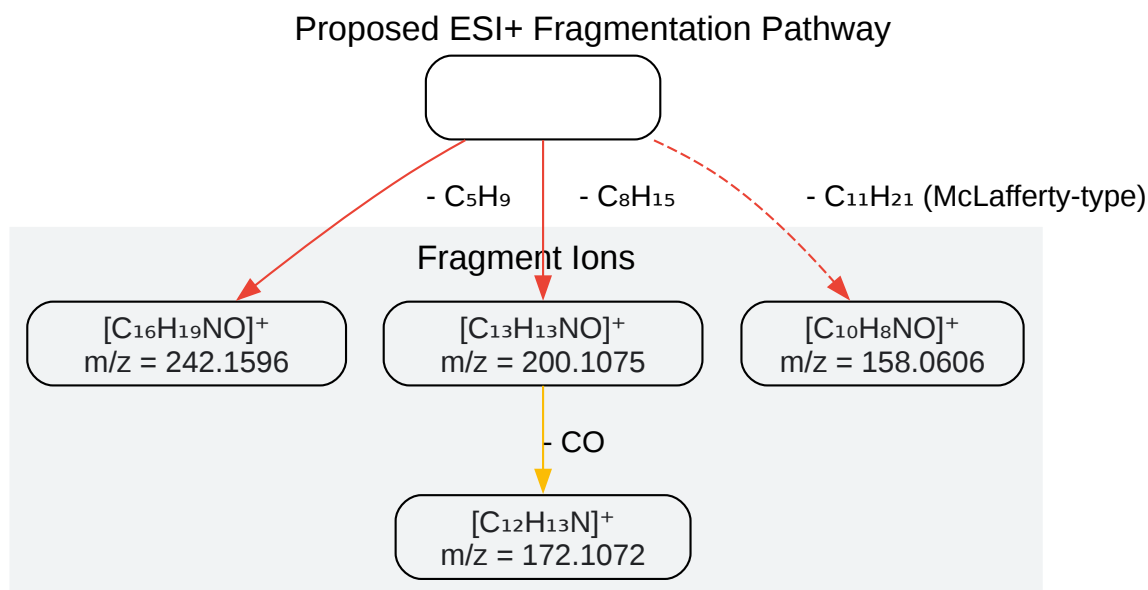 Proposed ESI+ Fragmentation Pathway
- C₅H₉
- C₈H₁₅
- C₁₁H₂₁ (McLafferty-type)
Fragment Ions
[C₁₆H₁₉NO]⁺
m/z = 242.1596
[C₁₃H₁₃NO]⁺
m/z = 200.1075
[C₁₀H₈NO]⁺
m/z = 158.0606
- CO
[C₁₂H₁₃N]⁺
m/z = 172.1072